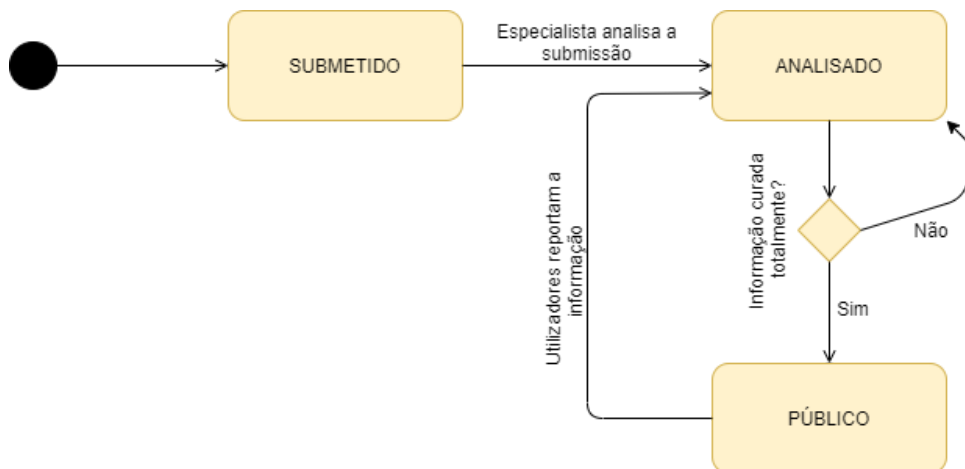 SUBMETIDO
Especialista analisa a
submissão
ANALISADO
Utilizadores reportam a
informação
Informação curada
totalmente?
Não
Sim
PÚBLICO